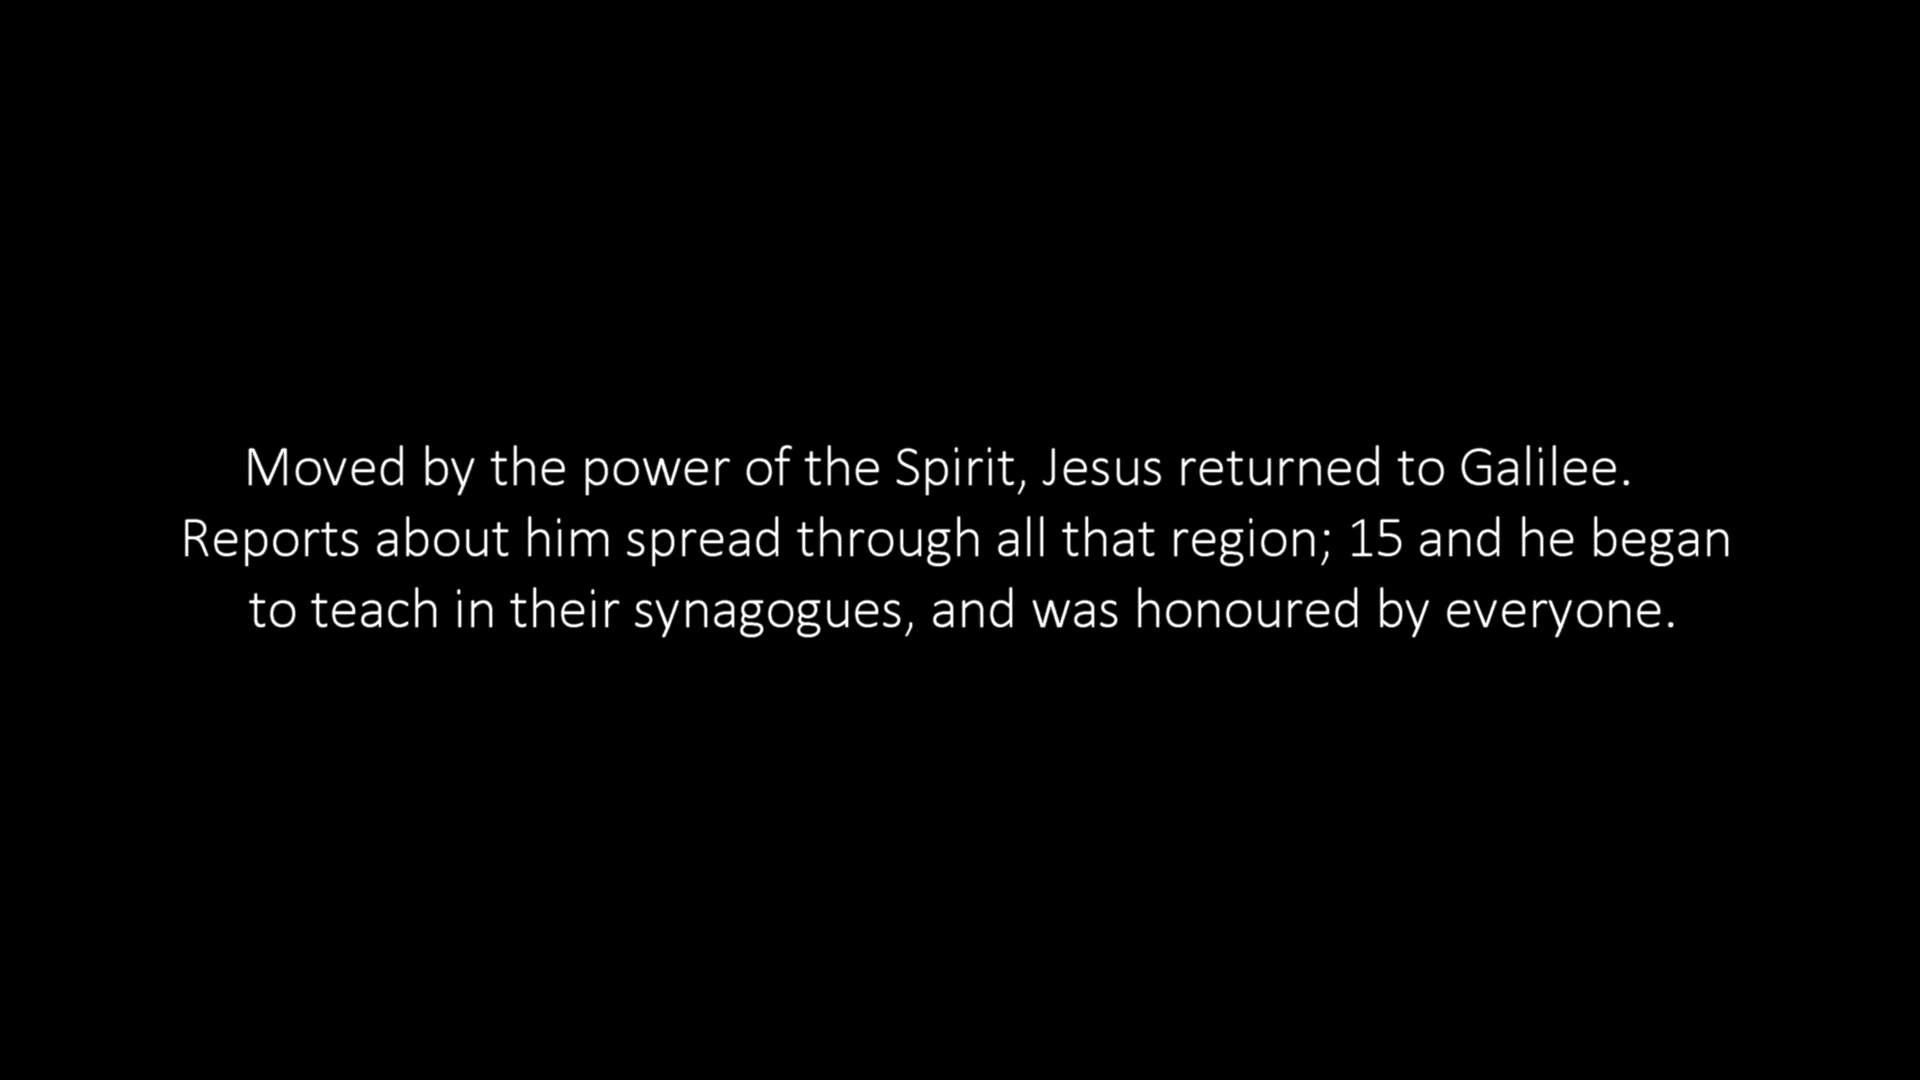 Moved by the power of the Spirit, Jesus returned to Galilee.
Reports about him spread through all that region; 15 and he began
to teach in their synagogues, and was honoured by everyone.